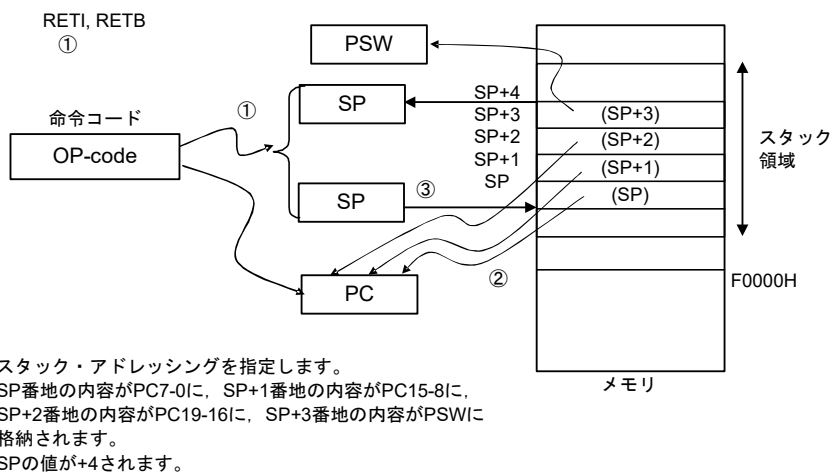 RETI, RETB
①
PSW
SP+4
SP+3
SP+2
SP+1
SP
①
SP
命令コード
OP-code
(SP+3)
(SP+2)
(SP+1)
(SP)
スタック
領域
SP
③
②
PC
F0000H
メモリ
スタック・アドレッシングを指定します。
SP番地の内容がPC7-0に，SP+1番地の内容がPC15-8に，
SP+2番地の内容がPC19-16に，SP+3番地の内容がPSWに
格納されます。
SPの値が+4されます。